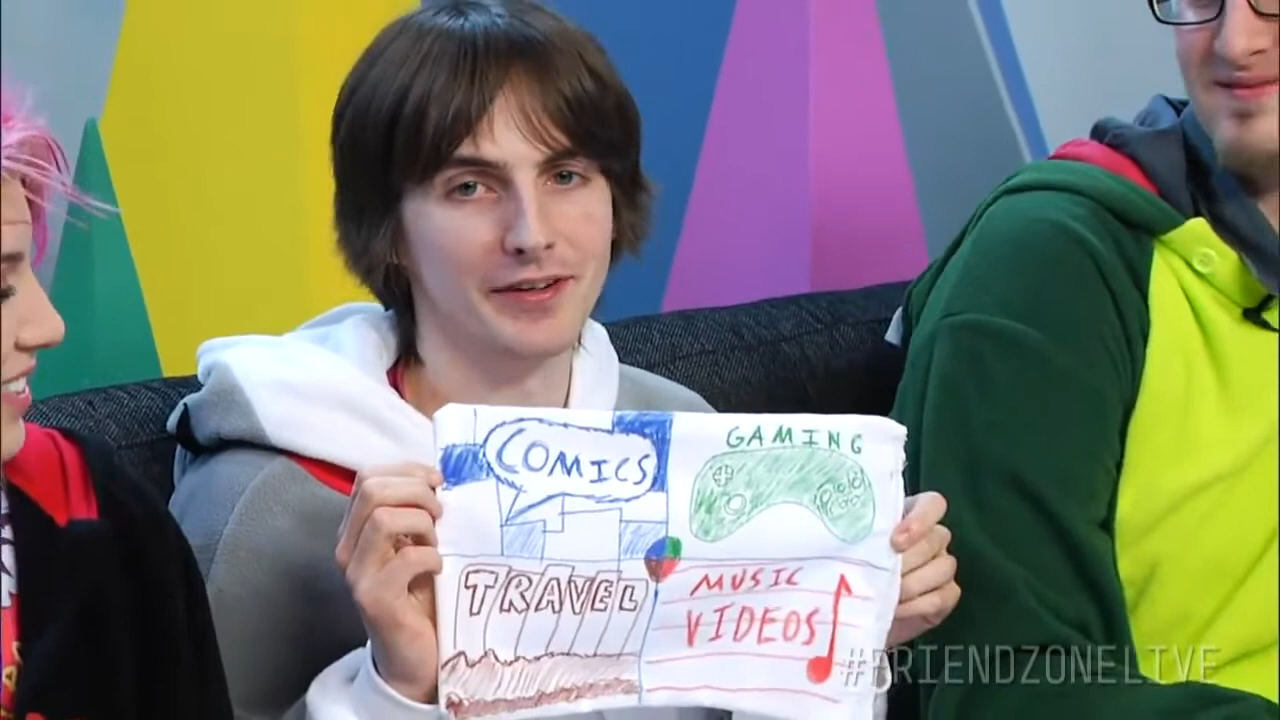 COMICS
GAMING
TRAVEL
MUSIC
VIDEOS
#FRIENDZONELIVE